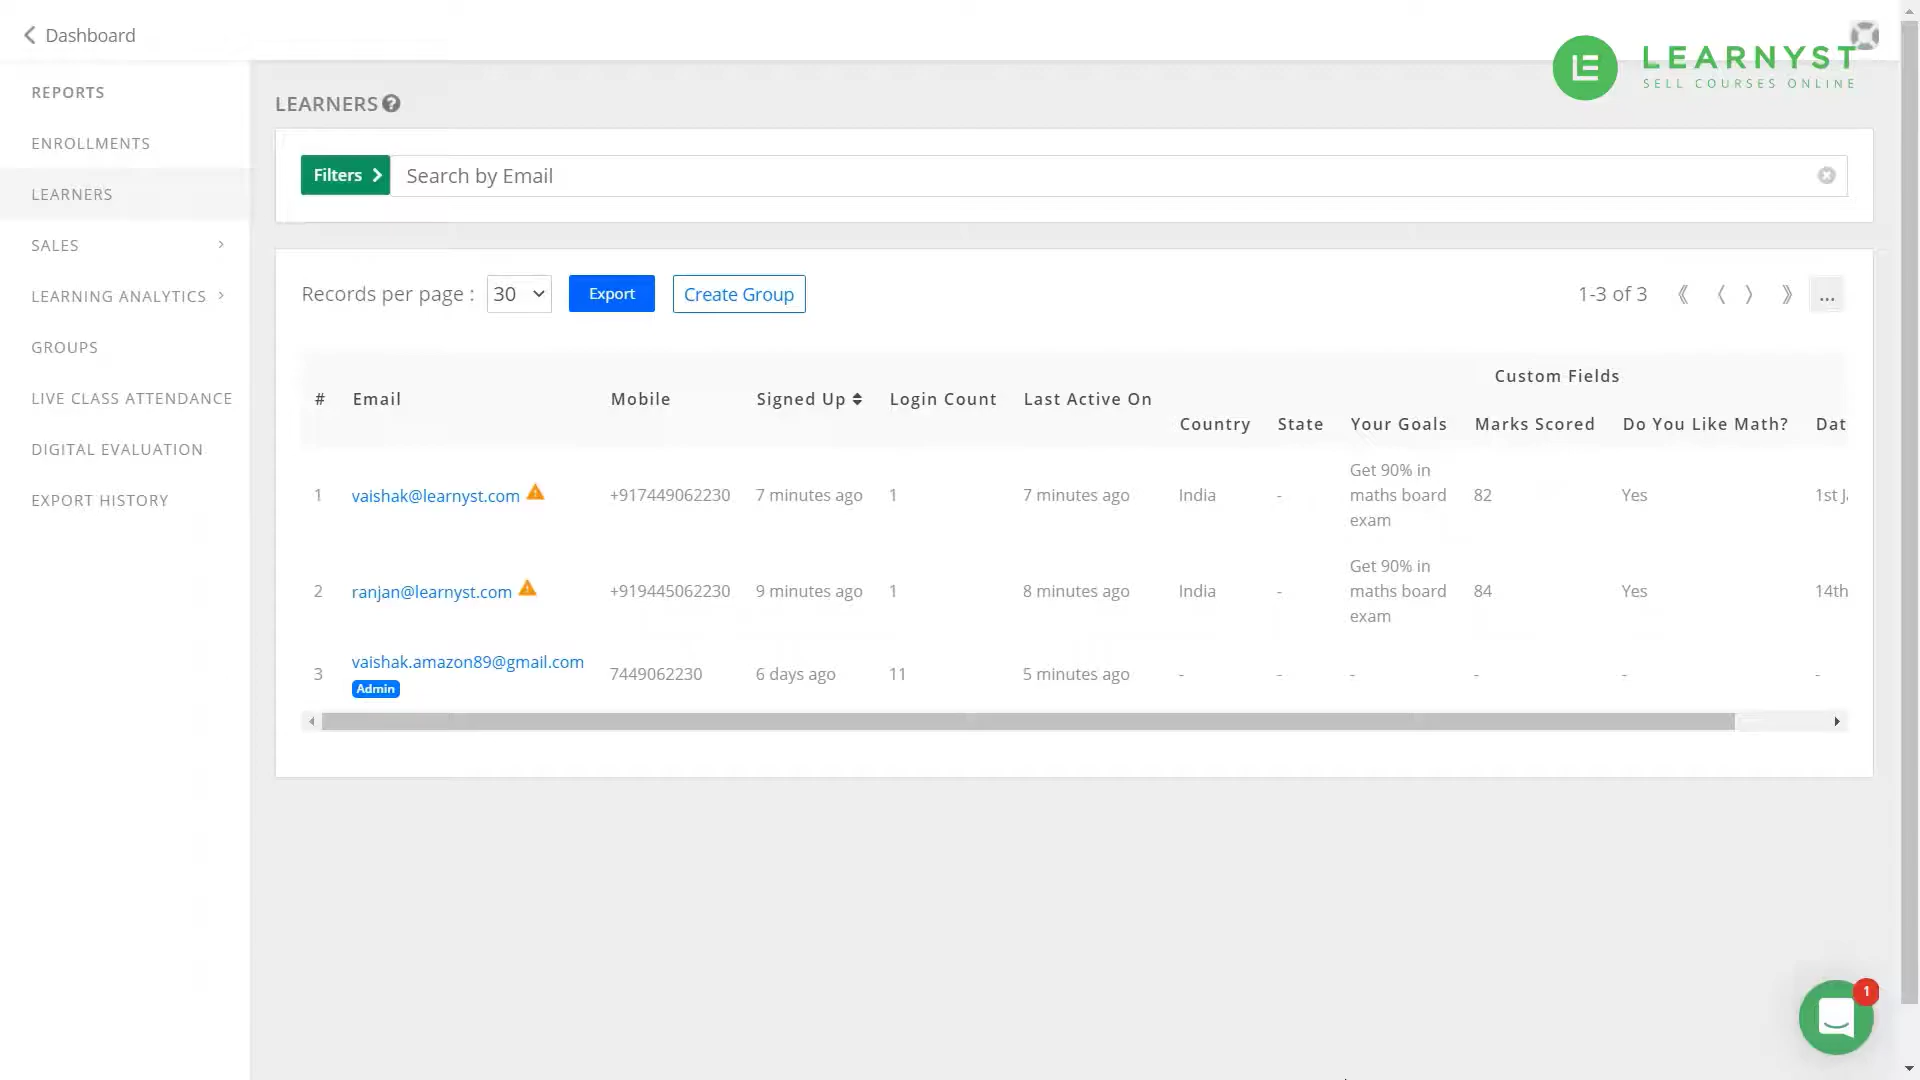 Dashboard
LEARNYST
SELL COURSES ONLINE
REPORTS
ENROLLMENTS
LEARNERS
SALES
LEARNING ANALYTICS
GROUPS
LIVE CLASS ATTENDANCE
DIGITAL EVALUATION
EXPORT HISTORY
LEARNERS
Filters Search by Email
Records per page : 30 Export Create Group 1-3 of 3 ...
Custom Fields
# Email Mobile Signed Up Login Count Last Active On
Country State Your Goals Marks Scored Do You Like Math? Dat
Get 90% in
1 vaishak@learnyst.com +917449062230 7 minutes ago 1 7 minutes ago India - maths board 82 Yes 1st J
exam
Get 90% in
2 ranjan@learnyst.com +919445062230 9 minutes ago 1 8 minutes ago India - maths board 84 Yes 14th
exam
vaishak.amazon89@gmail.com
3 7449062230 6 days ago 11 5 minutes ago - - - - - -
Admin
1